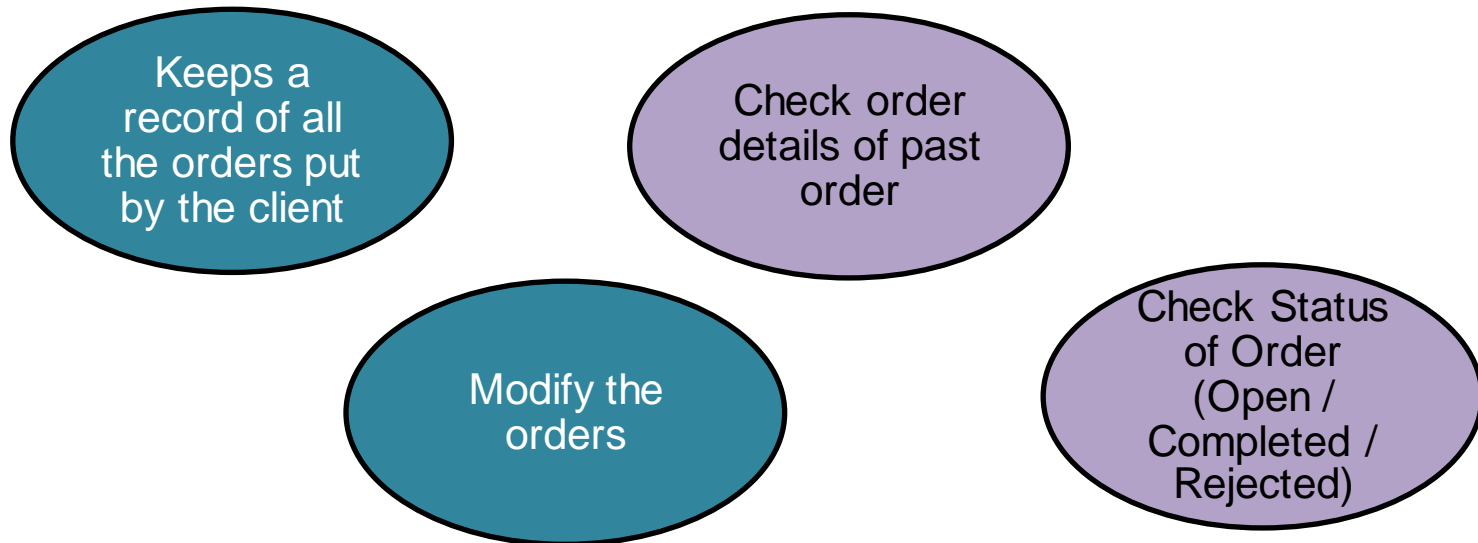 Keeps a
record of all
the orders put
by the client
Check order
details of past
order
Modify the
orders
Check Status
of Order
(Open /
Completed /
Rejected)